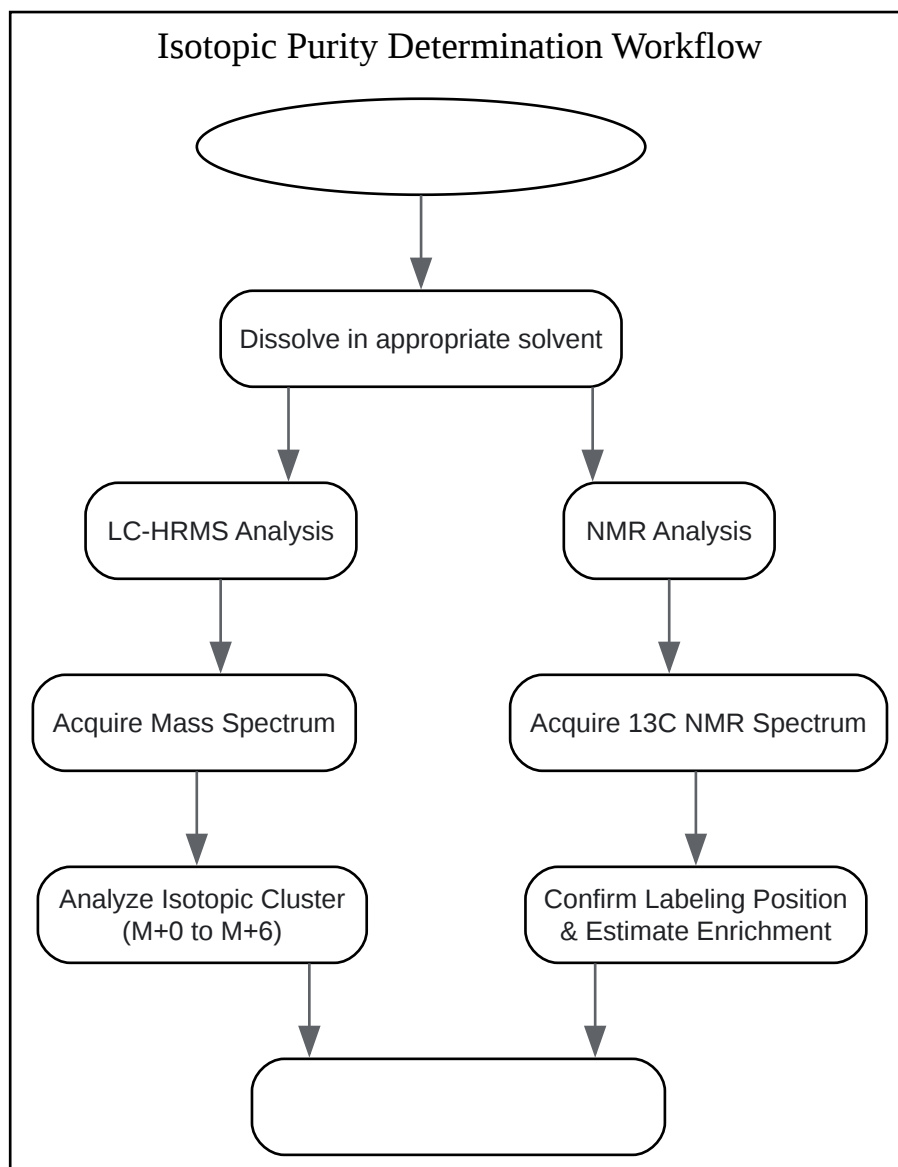 Isotopic Purity Determination Workflow
Dissolve in appropriate solvent
LC-HRMS Analysis
NMR Analysis
Acquire Mass Spectrum
Acquire 13C NMR Spectrum
Analyze Isotopic Cluster
(M+0 to M+6)
Confirm Labeling Position
& Estimate Enrichment